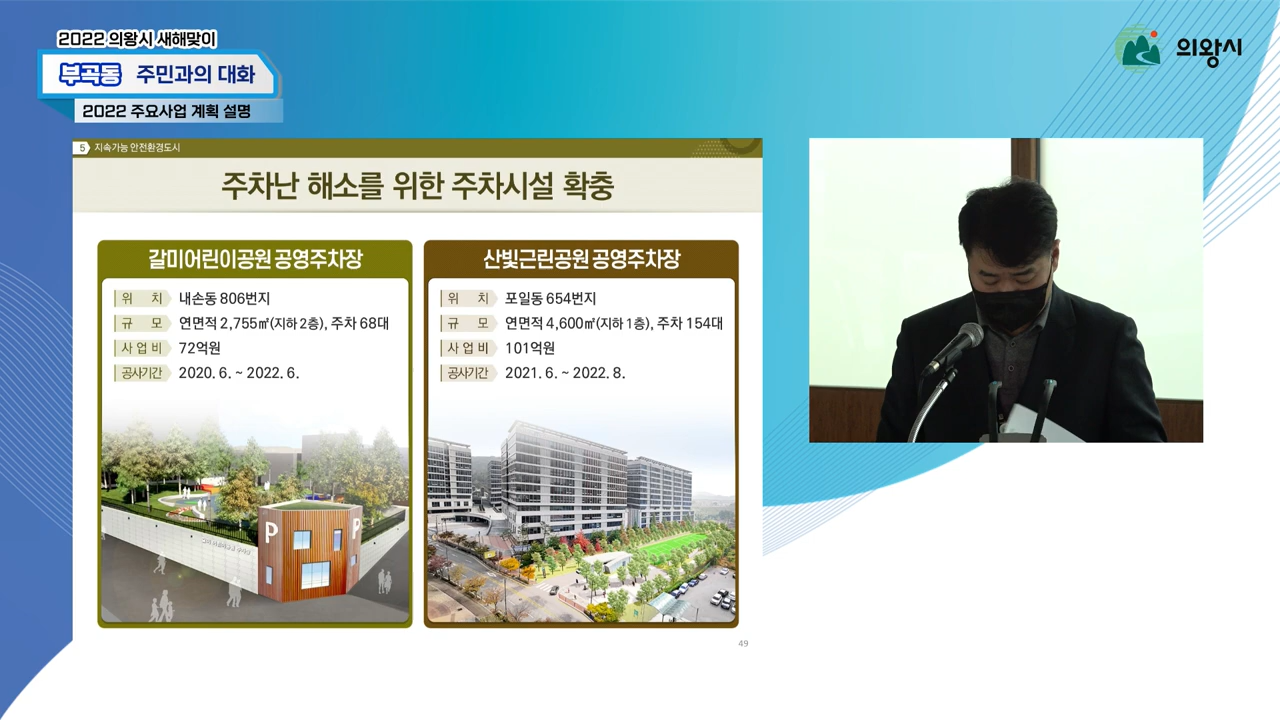 2022 의왕시 새해맞이
부곡동 주민과의 대화
2022 주요사업 계획 설명
의왕시
5 지속가능 안전환경도시
주차난 해소를 위한 주차시설 확충
갈미어린이공원 공영주차장
위 치 내손동 806번지
규 모 연면적 2,755㎡(지하 2층), 주차 68대
사 업 비 72억원
공사기간 2020. 6. ~ 2022. 6.
P
P
산빛근린공원 공영주차장
위 치 포일동 654번지
규 모 연면적 4,600㎡(지하 1층), 주차 154대
사 업 비 101억원
공사기간 2021. 6. ~ 2022. 8.
49